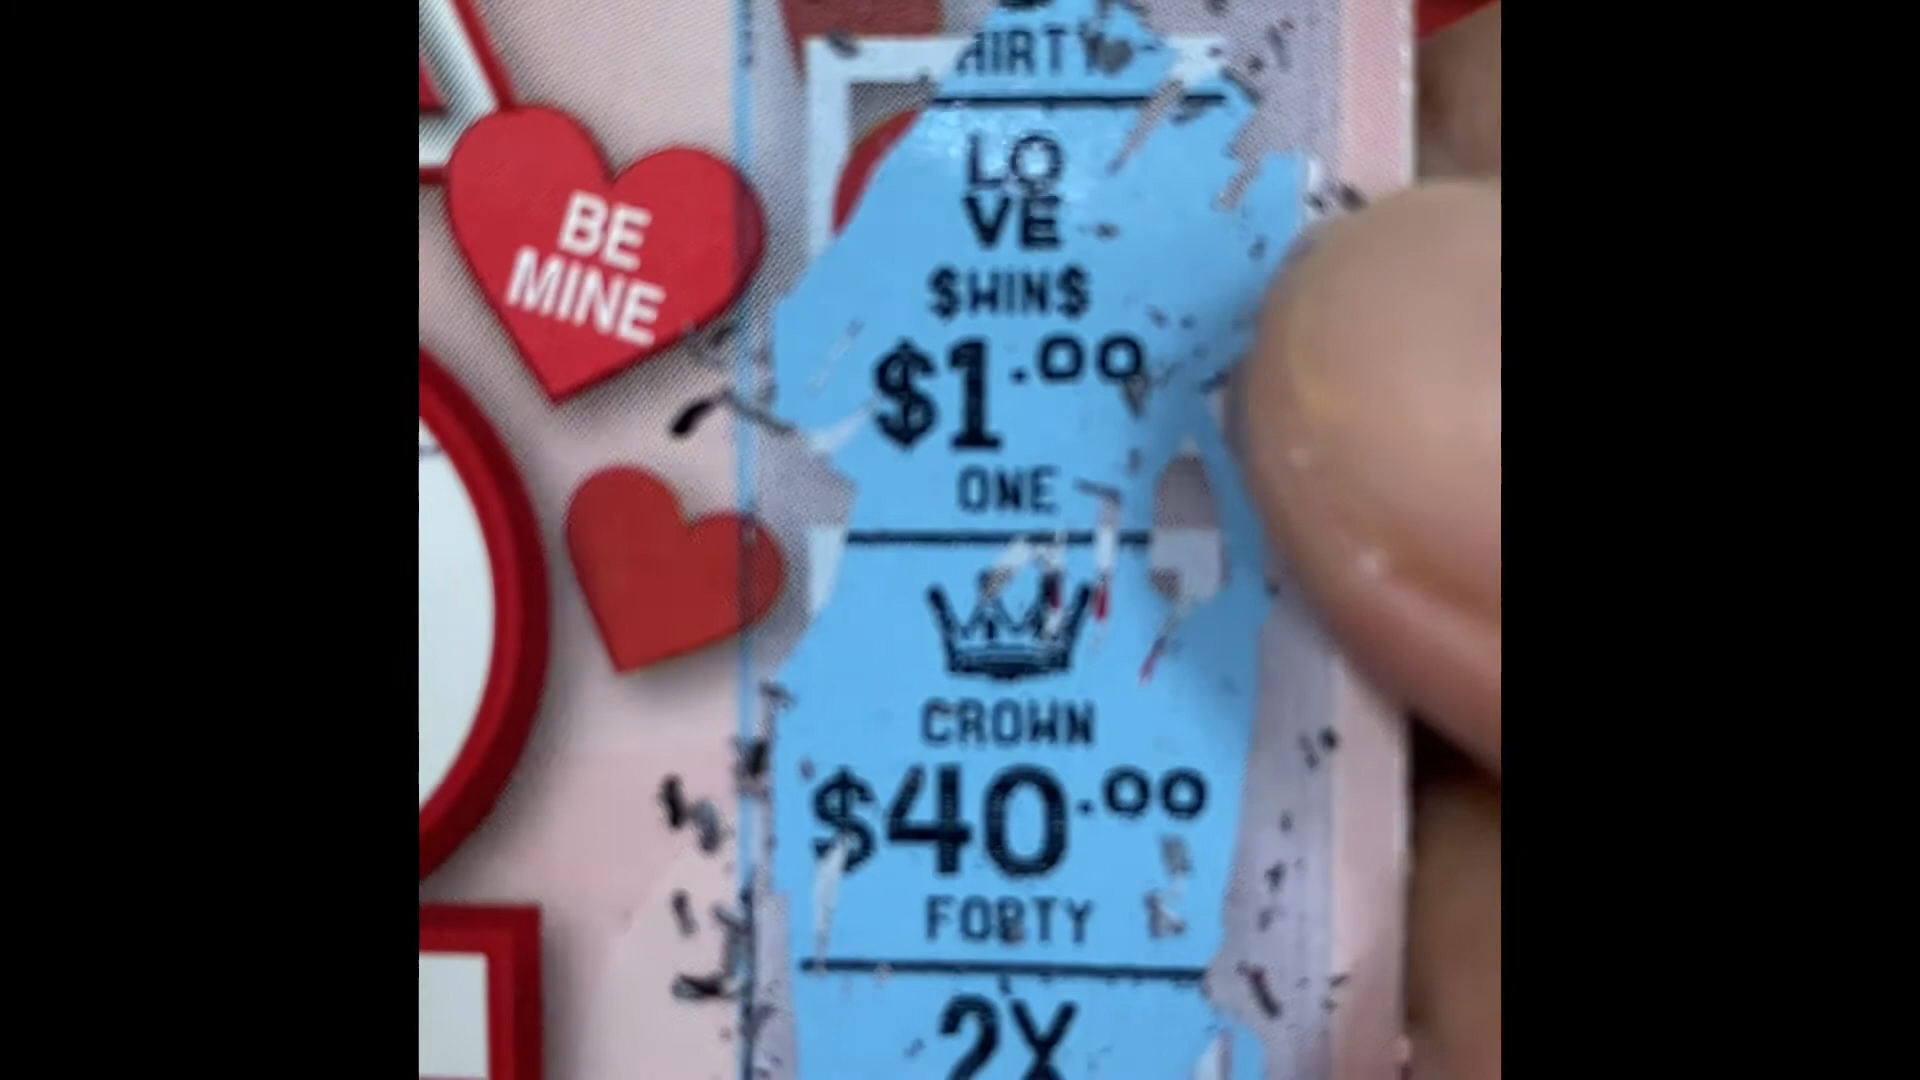 BE
MINE
LO
VE
$WIN$
$1.00
ONE
CROWN
$40.00
FORTY
2X